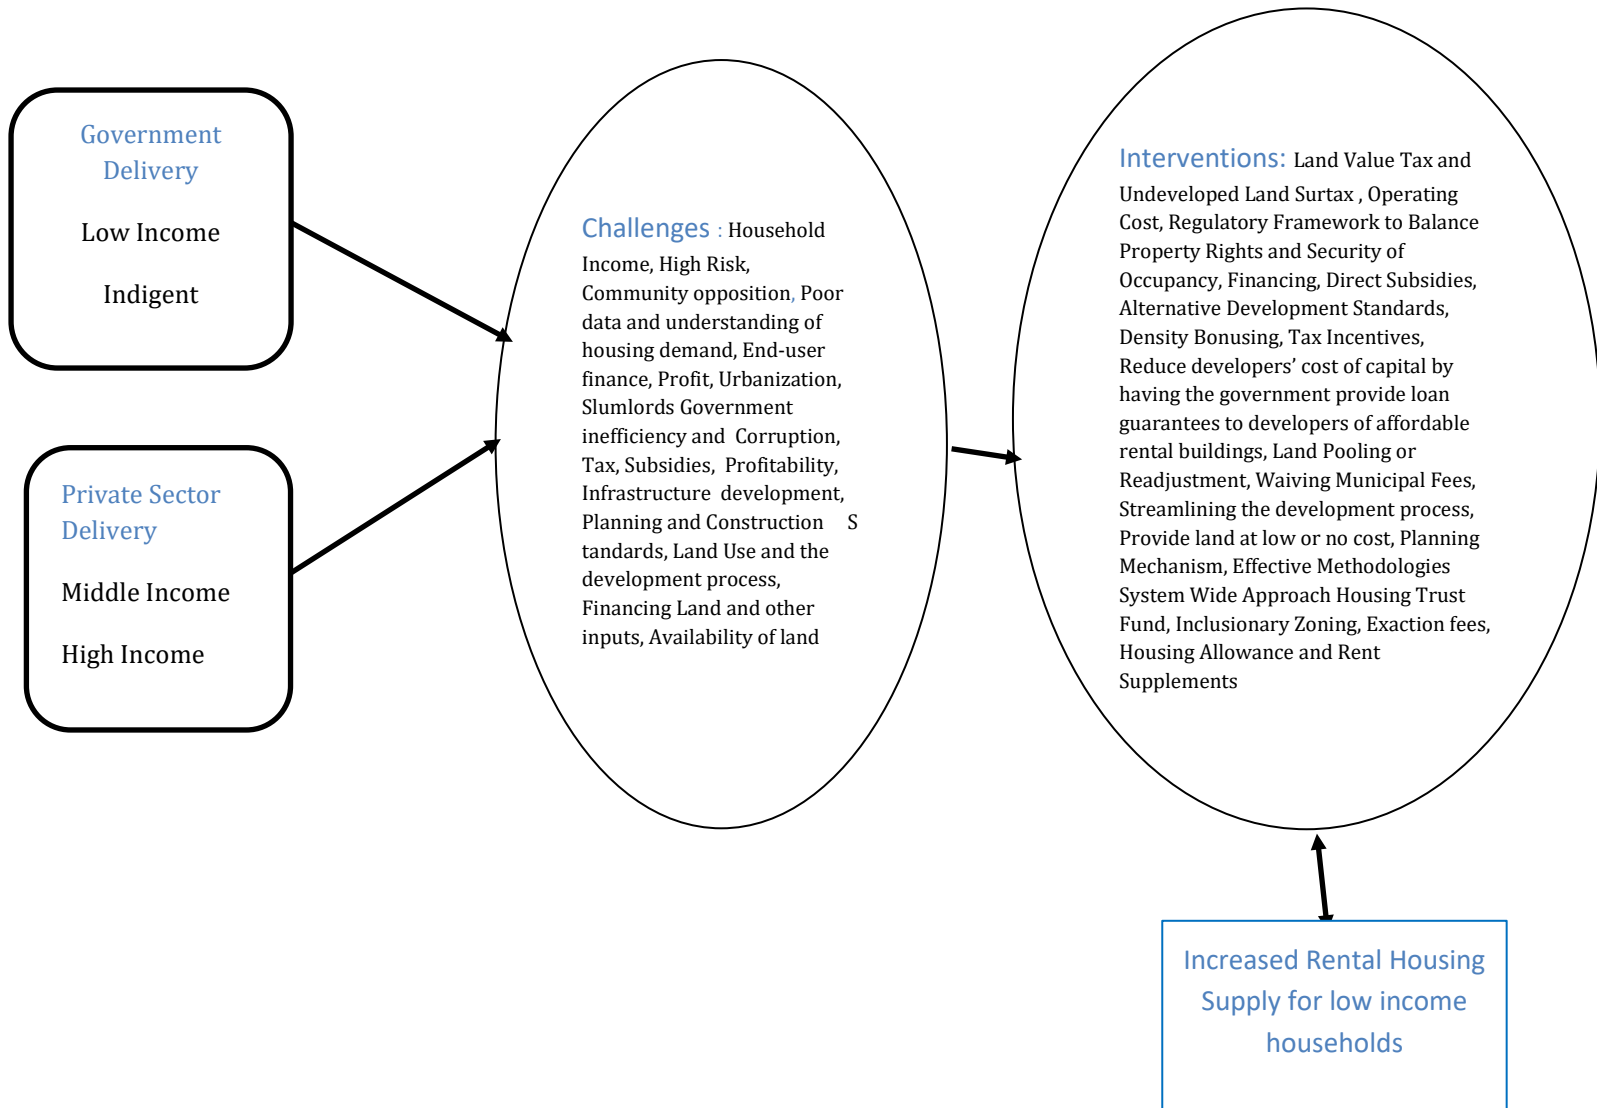 Government
Delivery
Low Income
Indigent
Private Sector
Delivery
Middle Income
High Income
Challenges : Household
Income, High Risk,
Community opposition, Poor
data and understanding of
housing demand, End-user
finance, Profit, Urbanization,
Slumlords Government
inefficiency and Corruption,
Tax, Subsidies, Profitability,
Infrastructure development,
Planning and Construction S
tandards, Land Use and the
development process,
Financing Land and other
inputs, Availability of land
Interventions: Land Value Tax and
Undeveloped Land Surtax , Operating
Cost, Regulatory Framework to Balance
Property Rights and Security of
Occupancy, Financing, Direct Subsidies,
Alternative Development Standards,
Density Bonusing, Tax Incentives,
Reduce developers’ cost of capital by
having the government provide loan
guarantees to developers of affordable
rental buildings, Land Pooling or
Readjustment, Waiving Municipal Fees,
Streamlining the development process,
Provide land at low or no cost, Planning
Mechanism, Effective Methodologies
System Wide Approach Housing Trust
Fund, Inclusionary Zoning, Exaction fees,
Housing Allowance and Rent
Supplements
Increased Rental Housing
Supply for low income
households